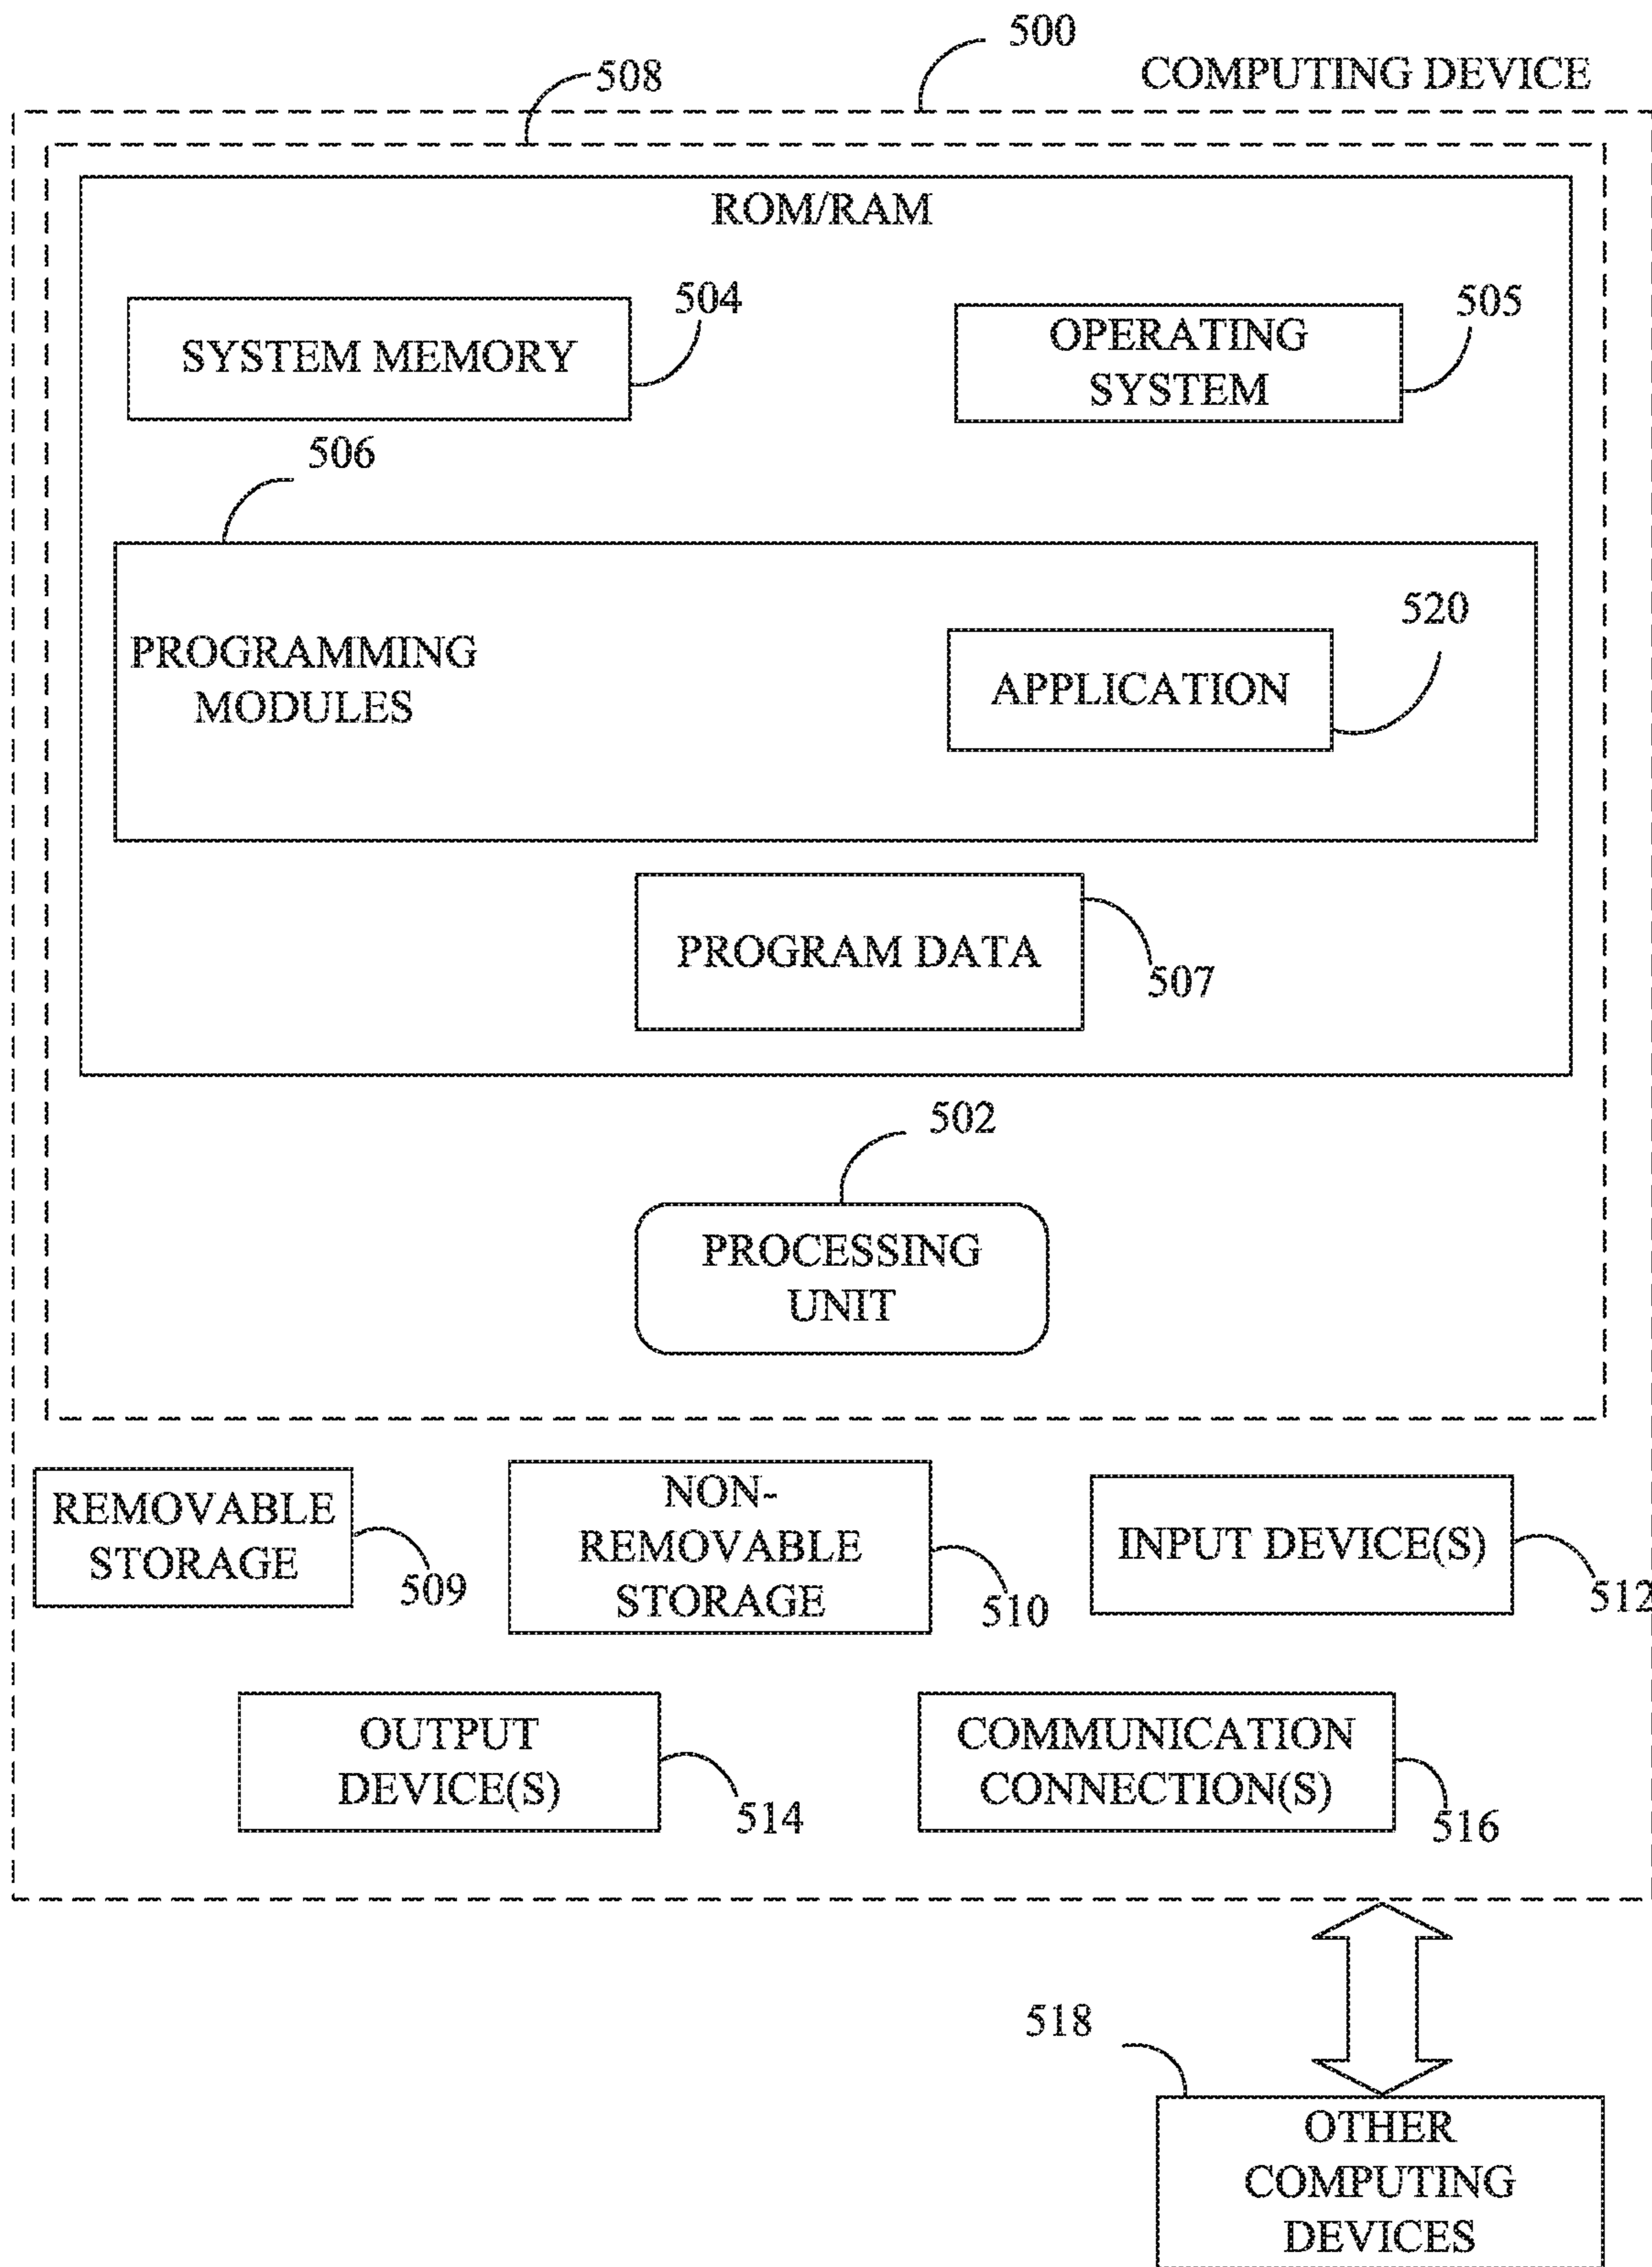 500
COMPUTING DEVICE
508
ROM/RAM
SYSTEM MEMORY
504
OPERATING
SYSTEM
505
506
PROGRAMMING
MODULES
APPLICATION
520
PROGRAM DATA
507
502
PROCESSING
UNIT
REMOVABLE
STORAGE
509
NON-
REMOVABLE
STORAGE
510
INPUT DEVICE(S)
512
OUTPUT
DEVICE(S)
514
COMMUNICATION
CONNECTION(S)
516
518
OTHER
COMPUTING
DEVICES